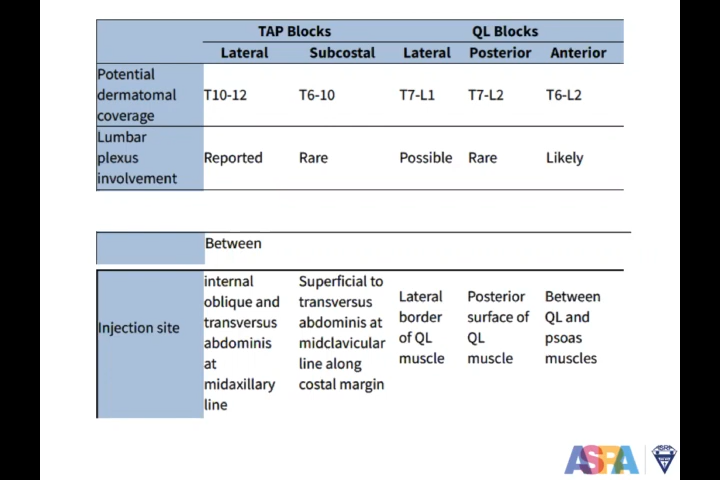 TAP Blocks QL Blocks
Lateral Subcostal Lateral Posterior Anterior
Potential
dermatomal
coverage
T10-12 T6-10 T7-L1 T7-L2 T6-L2
Lumbar
plexus
involvement
Reported Rare Possible Rare Likely
Between
Injection site
internal
oblique and
transversus
abdominis
at
midaxillary
line
Superficial to
transversus
abdominis at
midclavicular
line along
costal margin
Lateral
border
of QL
muscle
Posterior
surface of
QL
muscle
Between
QL and
psoas
muscles
ASPA